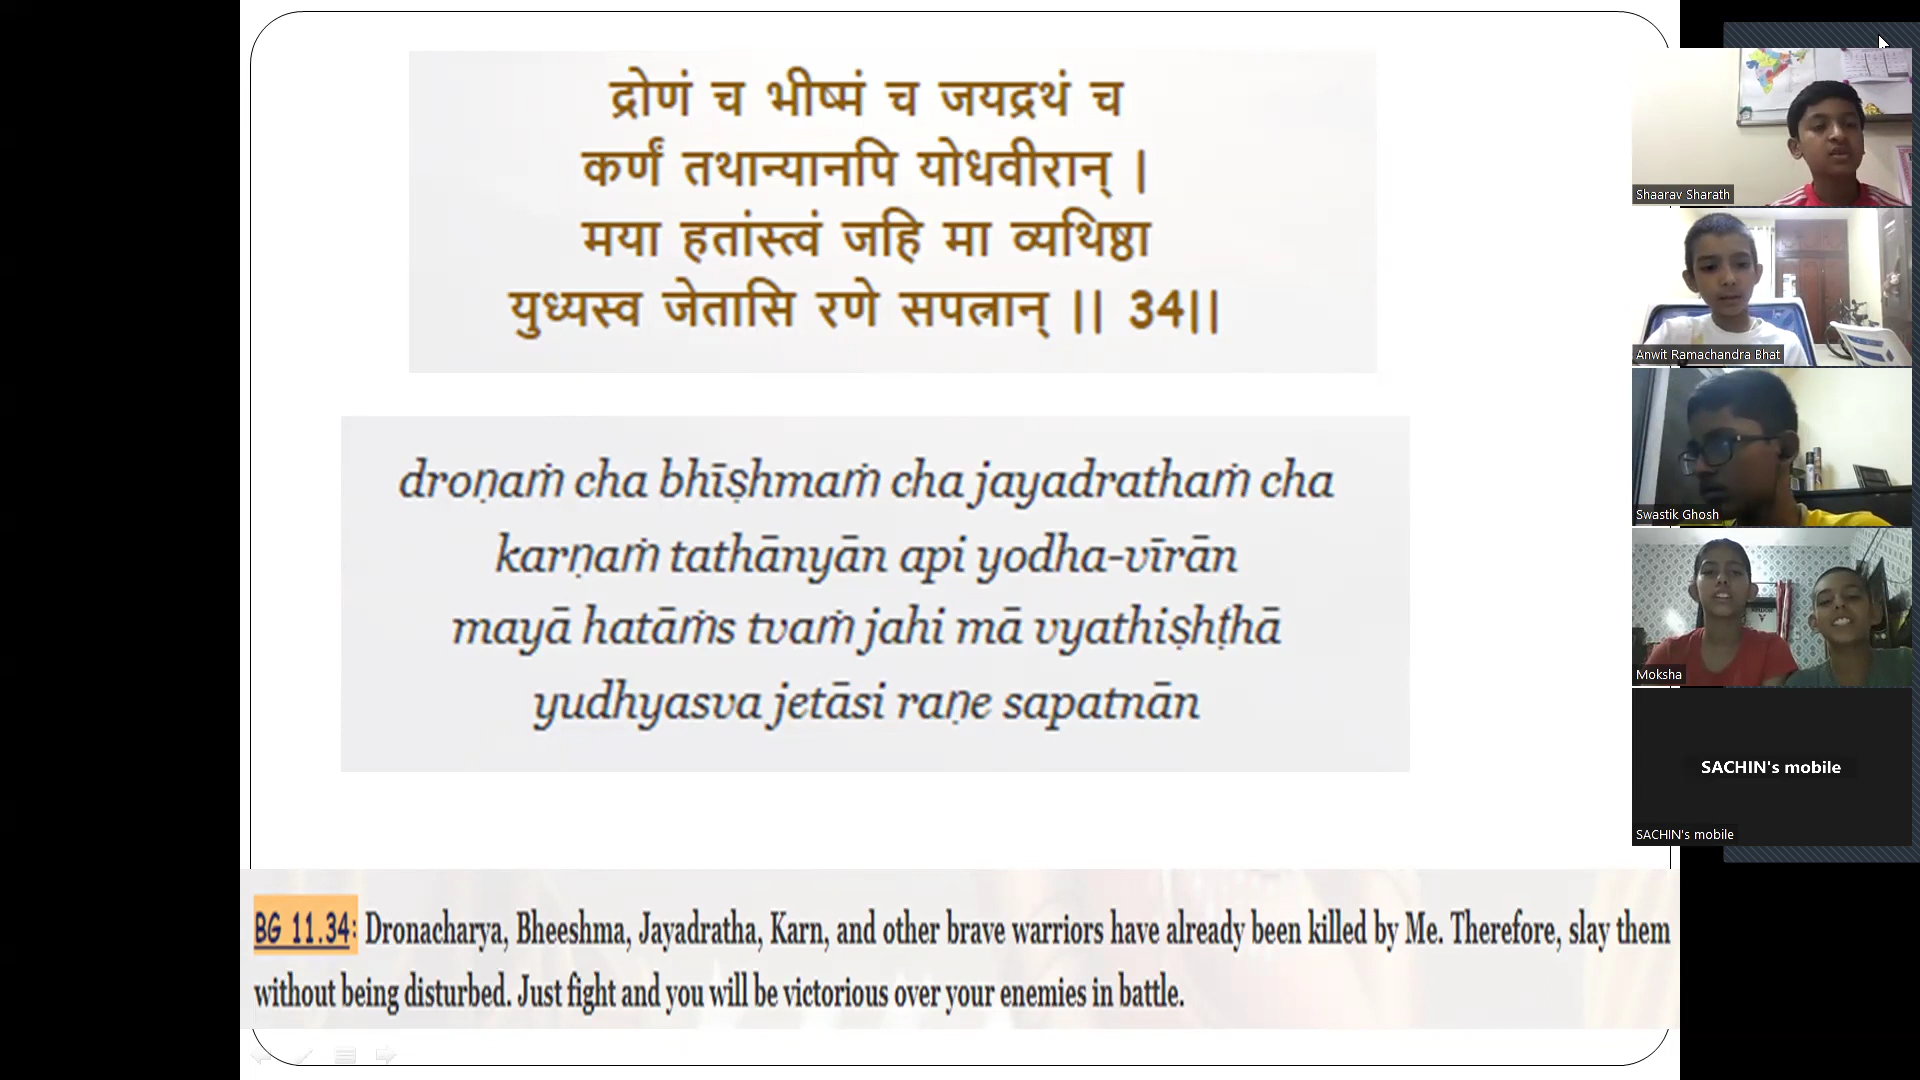 द्रोणं च भीष्मं च जयद्रथं च
कर्णं तथान्यानपि योधवीरान् |
मया हतांस्त्वं जहि मा व्यथिष्ठा
युध्यस्व जेतासि रणे सपत्नान् || 34||
droṇaṁ cha bhīṣhmaṁ cha jayadrathaṁ cha
karṇaṁ tathānyān api yodha-vīrān
mayā hatāṁs tvaṁ jahi mā vyathiṣhṭhā
yudhyasva jetāsi raṇe sapatnān
BG 11.34: Dronacharya, Bheeshma, Jayadratha, Karn, and other brave warriors have already been killed by Me. Therefore, slay them
without being disturbed. Just fight and you will be victorious over your enemies in battle.
Shaarav Sharath
Anwit Ramachandra Bhat
Swastik Ghosh
Moksha
SACHIN's mobile
SACHIN's mobile